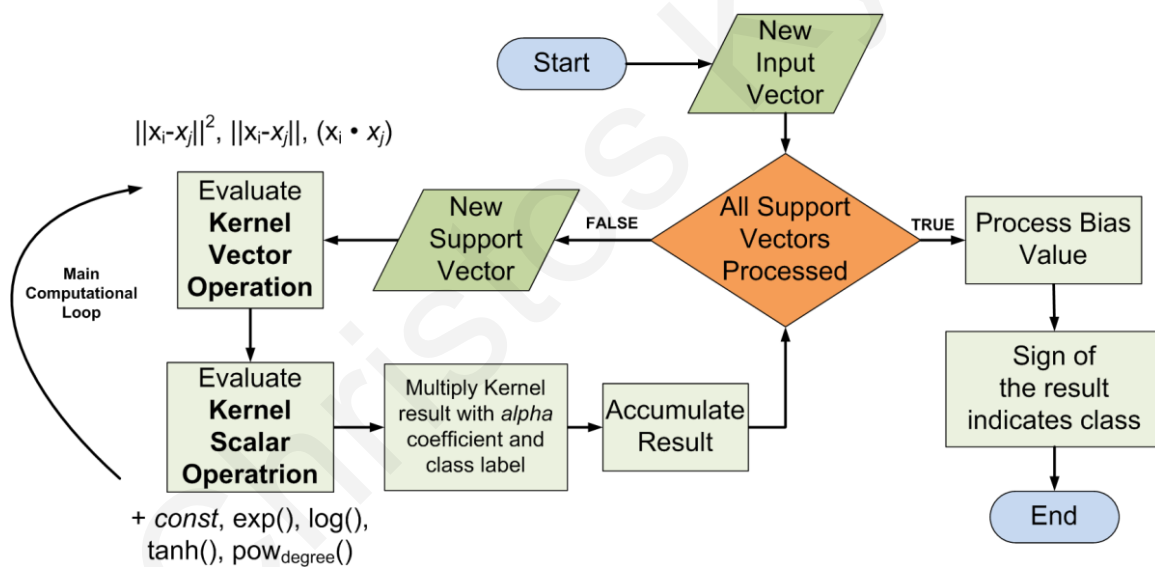 Start
New
Input
Vector
||xᵢ-xⱼ||², ||xᵢ-xⱼ||, (xᵢ • xⱼ)
Evaluate
Kernel
Vector
Operation
New
Support
Vector
FALSE
All Support
Vectors
Processed
TRUE
Process Bias
Value
Main
Computational
Loop
Evaluate
Kernel
Scalar
Operatrion
Multiply Kernel
result with alpha
coefficient and
class label
Accumulate
Result
Sign of
the result
indicates class
+ const, exp(), log(),
tanh(), pow_degree()
End
Christos K